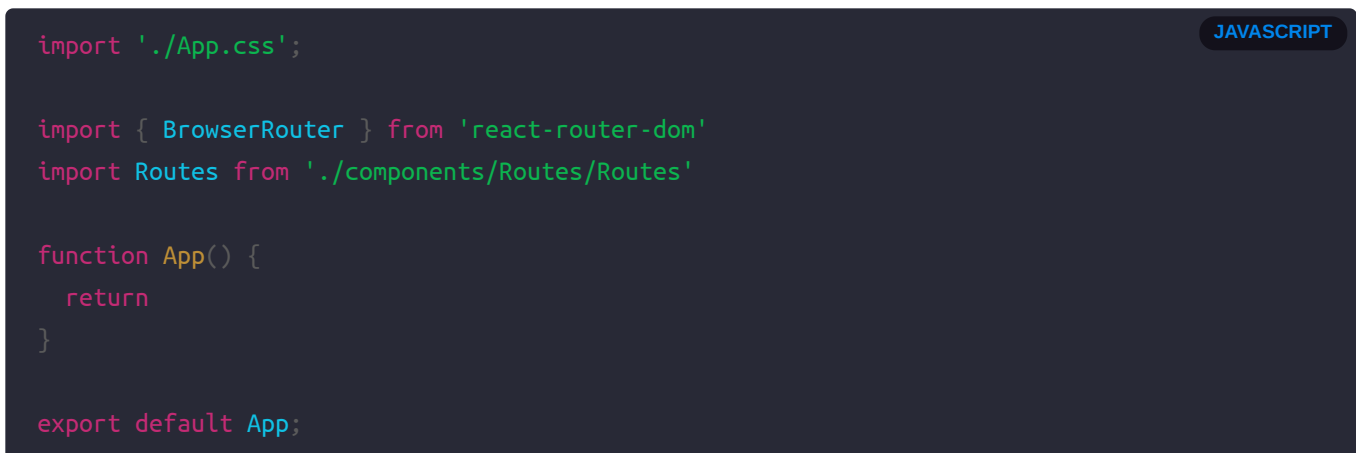 JAVASCRIPT
import './App.css';
import { BrowserRouter } from 'react-router-dom'
import Routes from './components/Routes/Routes'
function App() {
  return
}
export default App;